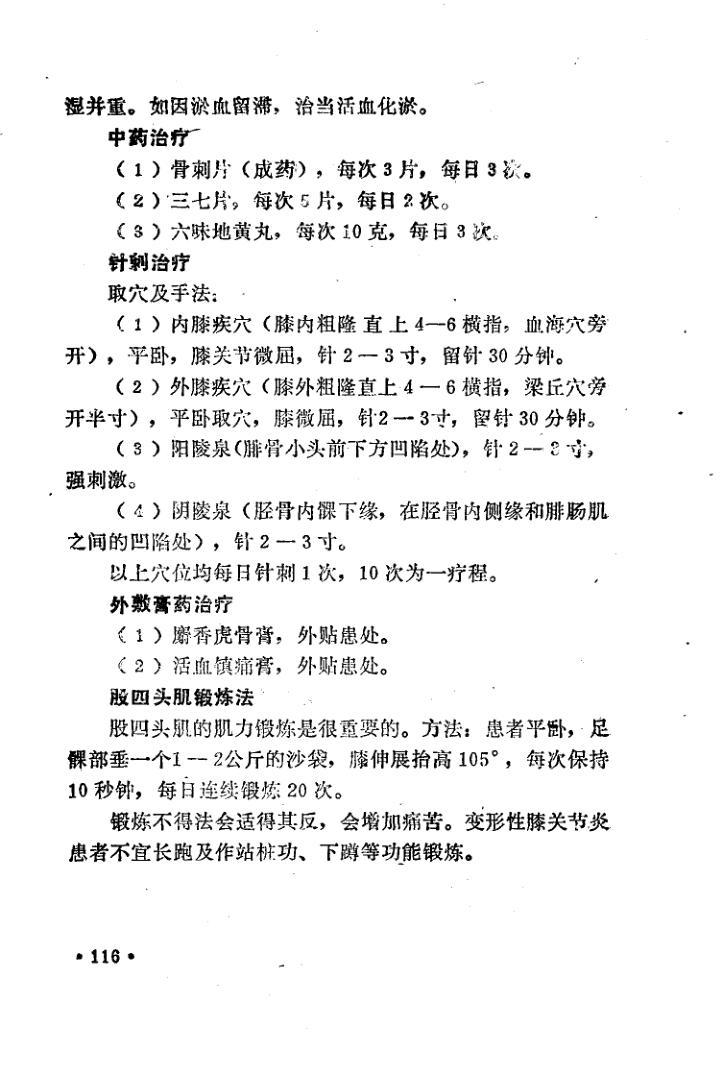 湿并重。如因淤血留滞，治当活血化淤。
中药治疗
（1）骨刺片（成药），每次3片，每日3次。
（2）三七片，每次5片，每日2次。
（3）六味地黄丸，每次10克，每日3次。
针刺治疗
取穴及手法：
（1）内膝疾穴（膝内粗隆直上4—6横指，血海穴旁
开），平卧，膝关节微屈，针2—3寸，留针30分钟。
（2）外膝疾穴（膝外粗隆直上4—6横指，梁丘穴旁
开半寸），平卧取穴，膝微屈，针2—3寸，留针30分钟。
（3）阳陵泉（腓骨小头前下方凹陷处），针2—3寸，
强刺激。
（4）阴陵泉（胫骨内髁下缘，在胫骨内侧缘和腓肠肌
之间的凹陷处），针2—3寸。
以上穴位均每日针刺1次，10次为一疗程。
外敷膏药治疗
（1）麝香虎骨膏，外贴患处。
（2）活血镇痛膏，外贴患处。
股四头肌锻炼法
股四头肌的肌力锻炼是很重要的。方法：患者平卧，足
髁部垂一个1—2公斤的沙袋，膝伸展抬高105°，每次保持
10秒钟，每日连续锻炼20次。
锻炼不得法会适得其反，会增加痛苦。变形性膝关节炎
患者不宜长跑及作站桩功、下蹲等功能锻炼。
•116•